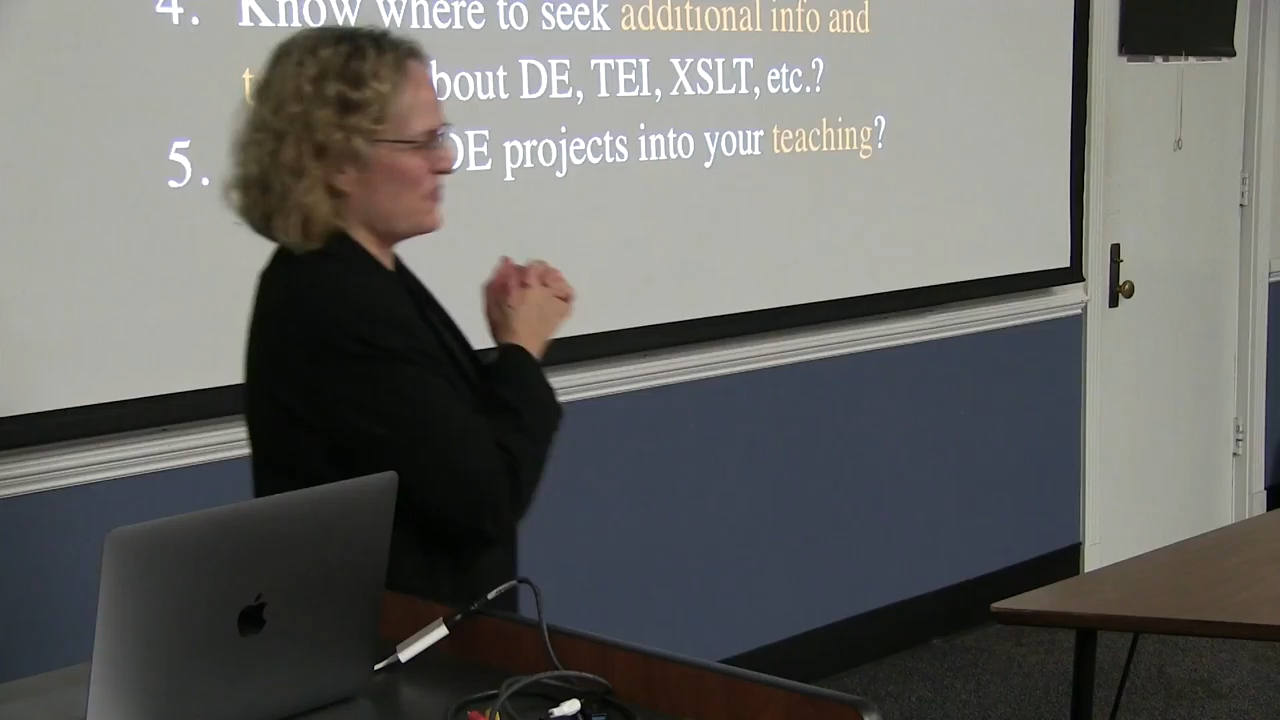 4. Know where to seek additional info and
bout DE, TEI, XSLT, etc.?
5. DE projects into your teaching?